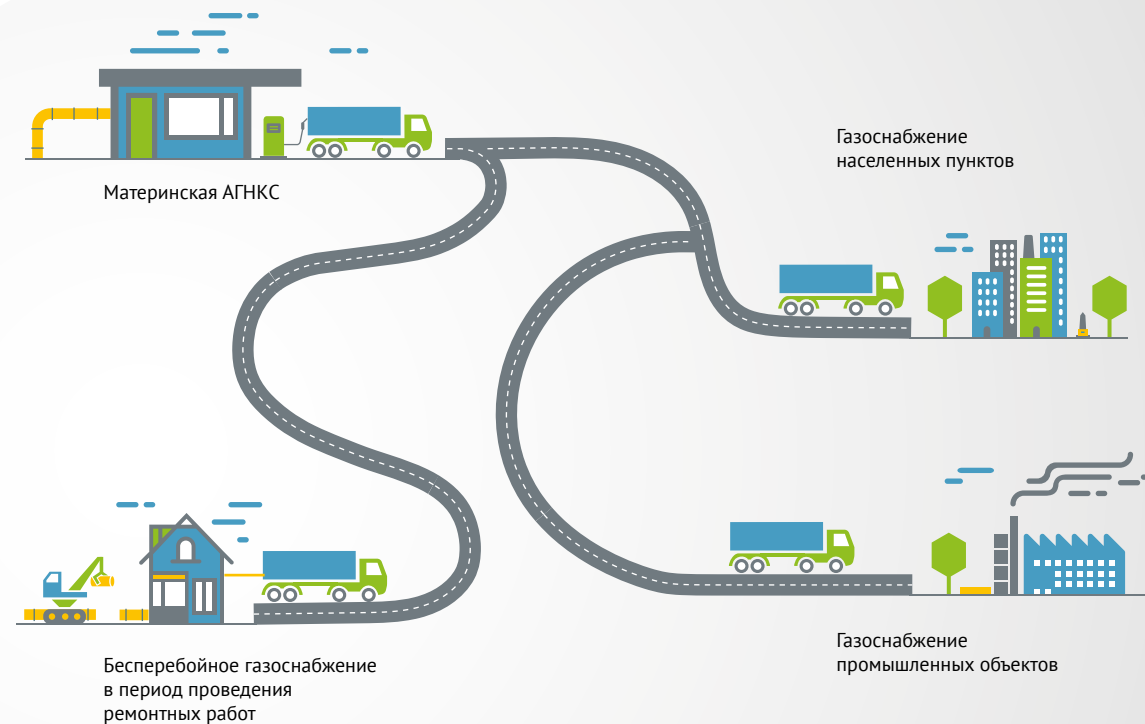 Материнская АГНКС
Газоснабжение
населенных пунктов
Бесперебойное газоснабжение
в период проведения
ремонтных работ
Газоснабжение
промышленных объектов